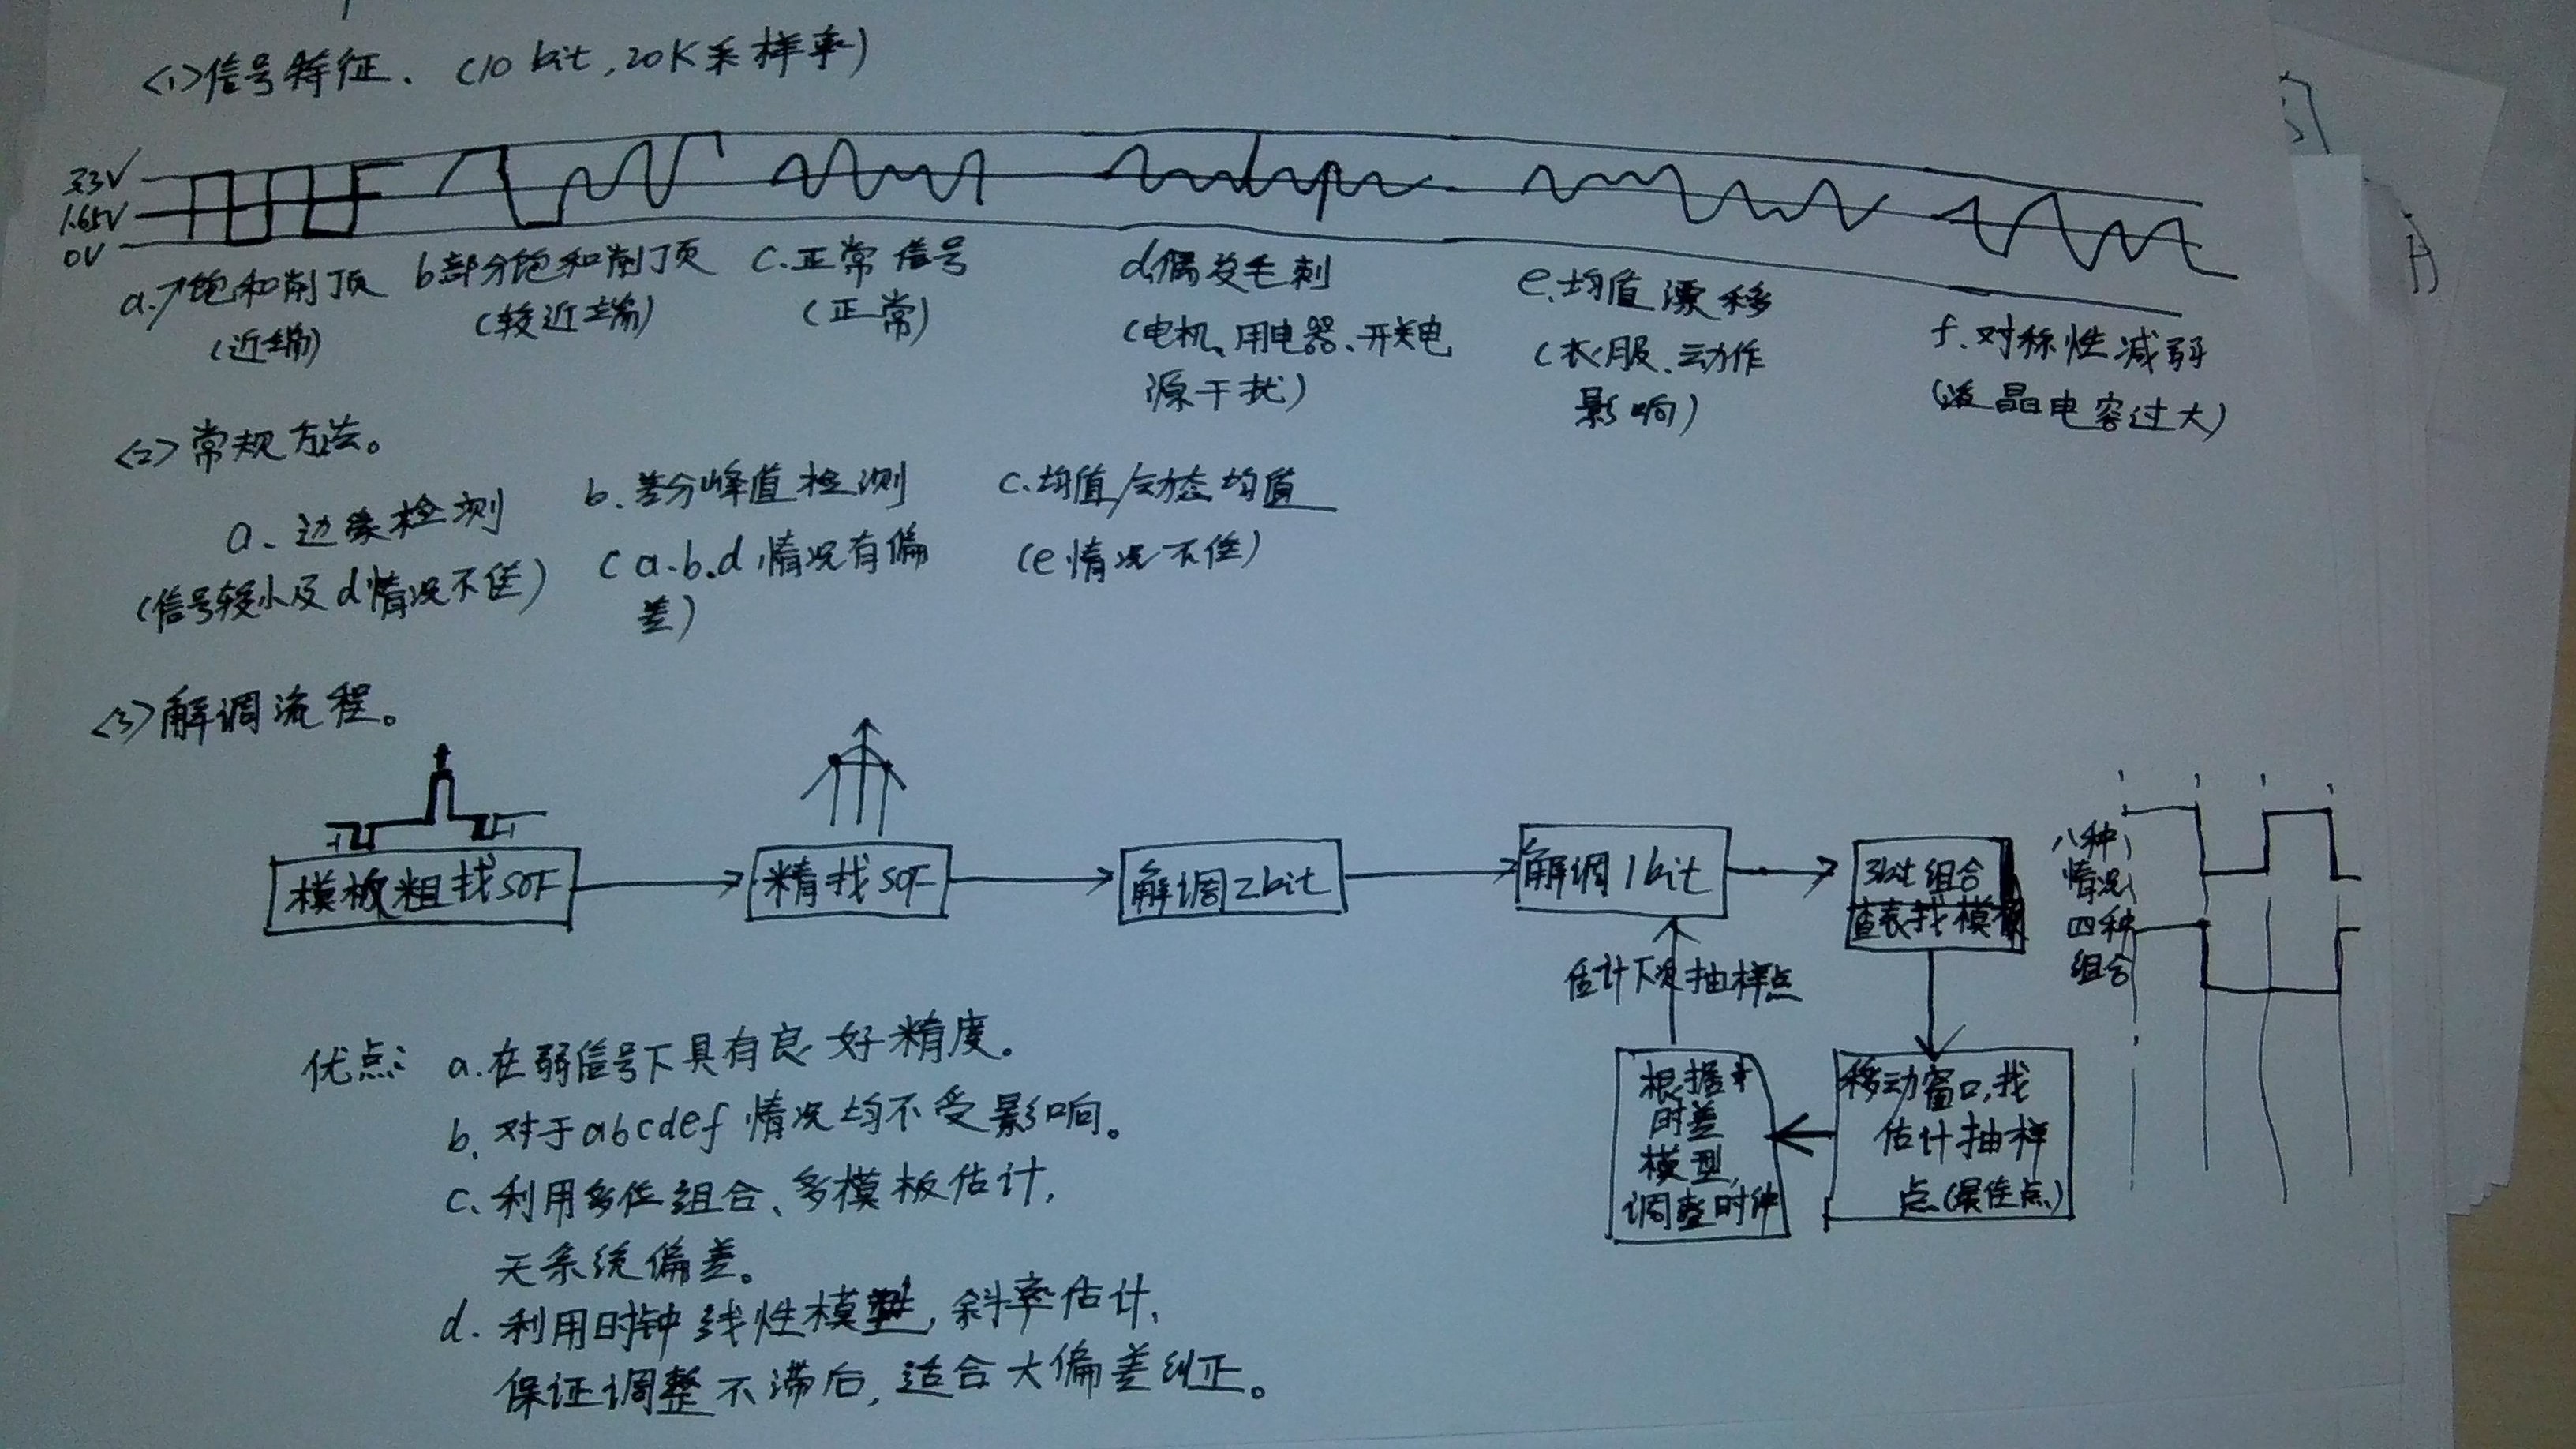 <1>信号特征. (10 bit, 20K采样率)
3.3V
1.65V
0V
a.饱和削顶
(近端)
b部分饱和削顶
(较近端)
c.正常信号
(正常)
d.偶发毛刺
(电机、用电器、开关电
源干扰)
e.均值漂移
(衣服、动作
影响)
f.对称性减弱
(液晶电容过大)
<2>常规方法。
a、边缘检测
(信号较小及d情况不佳)
b.差分峰值检测
(a.b.d情况有偏
差)
c.均值/动态均值
(e情况不佳)
<3>解调流程。
模板粗找SOF
精找SOF
解调2bit
解调1bit
3bit组合
查表找模板
八种
情况
四种
组合
估计下次抽样点
根据
时差
模型,
调整时钟
移动窗口,找
估计抽样
点(最佳点)
优点: a.在弱信号下具有良好精度。
b.对于abcdef情况均不受影响。
c、利用多位组合、多模板估计,
无系统偏差。
d.利用时钟线性模型,斜率估计,
保证调整不滞后,适合大偏差纠正。